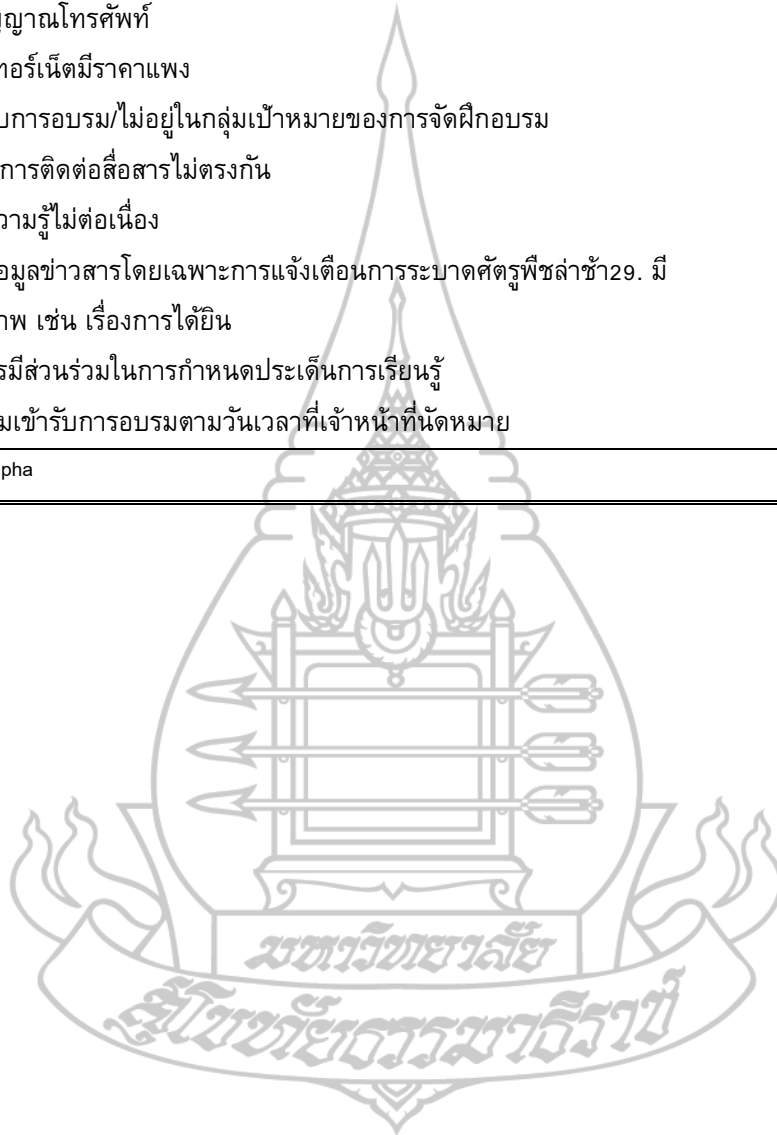 ญญาณโทรศัพท์
ทอร์เน็ตมีราคาแพง
บการอบรม/ไม่อยู่ในกลุ่มเป้าหมายของการจัดฝึกอบรม
การติดต่อสื่อสารไม่ตรงกัน
วามรู้ไม่ต่อเนื่อง
อมูลข่าวสารโดยเฉพาะการแจ้งเตือนการระบาดศัตรูพืชล่าช้า29. มี
าพ เช่น เรื่องการได้ยิน
รมีส่วนร่วมในการกำหนดประเด็นการเรียนรู้
มเข้ารับการอบรมตามวันเวลาที่เจ้าหน้าที่นัดหมาย
pha
มหาวิทยาลัย
สุโขทัยธรรมาธิราช